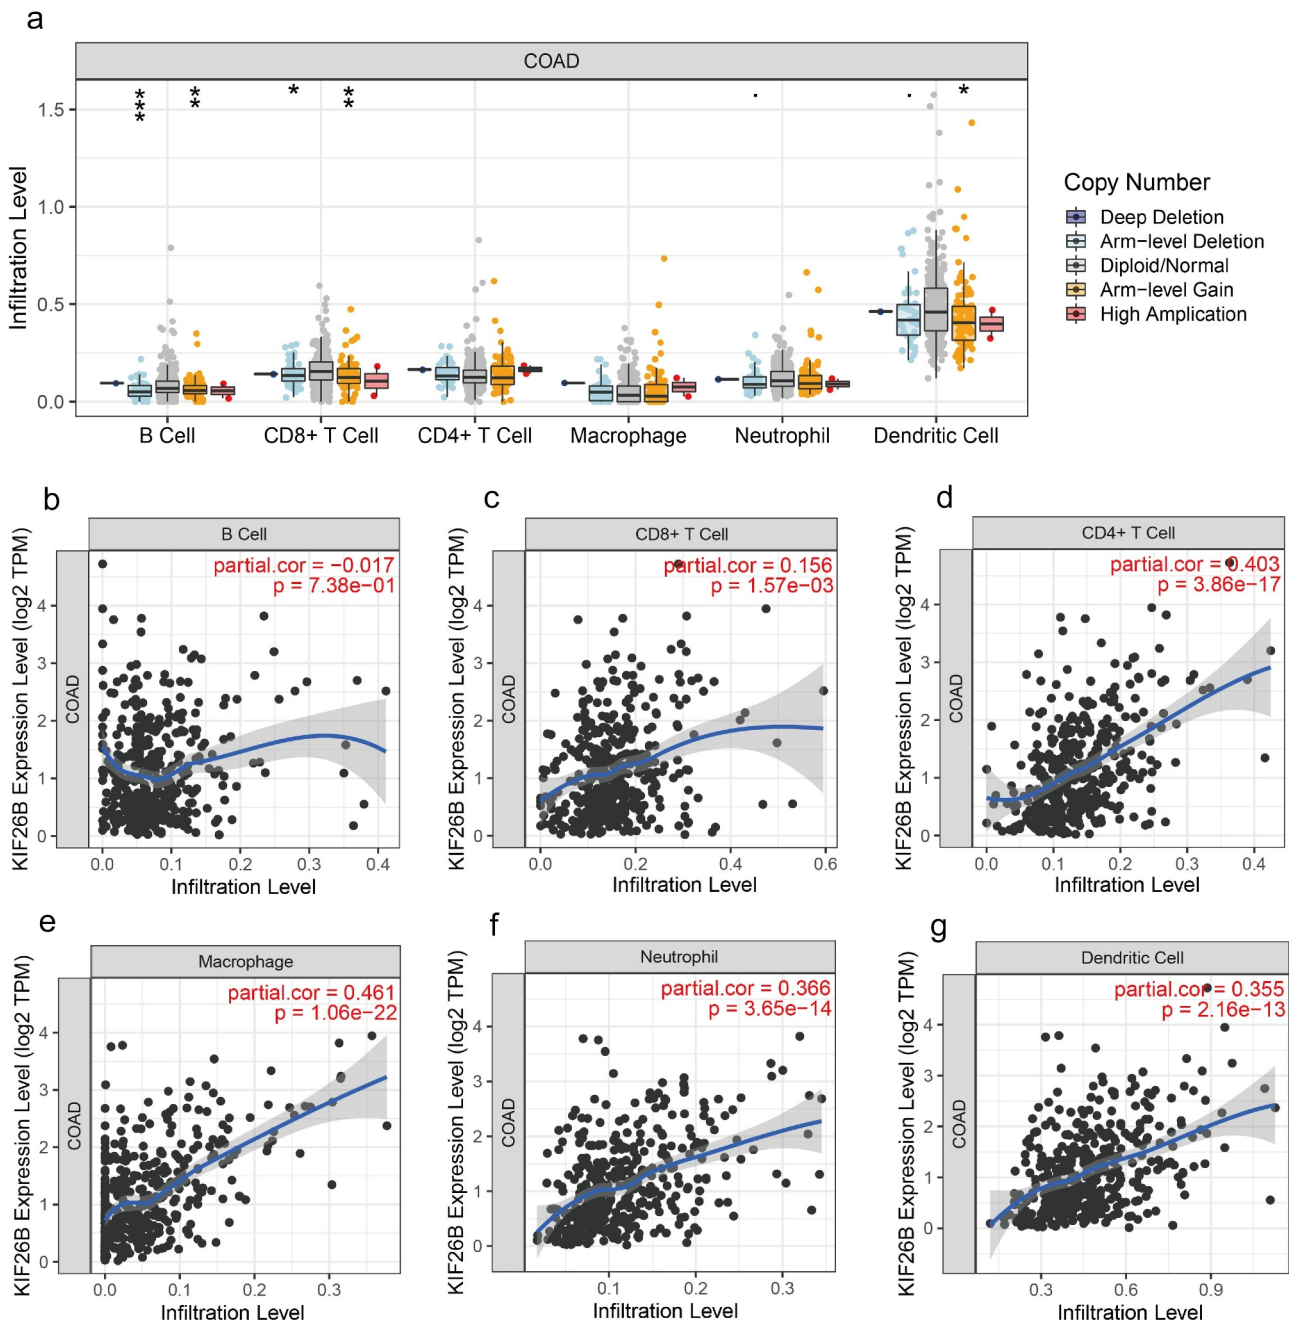 a
COAD
***
**
*
**
.
.
*
Infiltration Level
1.5
1.0
0.5
0.0
B Cell
CD8+ T Cell
CD4+ T Cell
Macrophage
Neutrophil
Dendritic Cell
Copy Number
Deep Deletion
Arm−level Deletion
Diploid/Normal
Arm−level Gain
High Amplication
b
B Cell
partial.cor = −0.017
p = 7.38e−01
COAD
KIF26B Expression Level (log2 TPM)
4
3
2
1
0
0.0
0.1
0.2
0.3
0.4
Infiltration Level
c
CD8+ T Cell
partial.cor = 0.156
p = 1.57e−03
COAD
KIF26B Expression Level (log2 TPM)
4
3
2
1
0
0.0
0.2
0.4
0.6
Infiltration Level
d
CD4+ T Cell
partial.cor = 0.403
p = 3.86e−17
COAD
KIF26B Expression Level (log2 TPM)
4
3
2
1
0
0.0
0.1
0.2
0.3
0.4
Infiltration Level
e
Macrophage
partial.cor = 0.461
p = 1.06e−22
COAD
KIF26B Expression Level (log2 TPM)
4
3
2
1
0
0.0
0.1
0.2
0.3
Infiltration Level
f
Neutrophil
partial.cor = 0.366
p = 3.65e−14
COAD
KIF26B Expression Level (log2 TPM)
4
3
2
1
0
0.1
0.2
0.3
Infiltration Level
g
Dendritic Cell
partial.cor = 0.355
p = 2.16e−13
COAD
KIF26B Expression Level (log2 TPM)
4
3
2
1
0
0.3
0.6
0.9
Infiltration Level